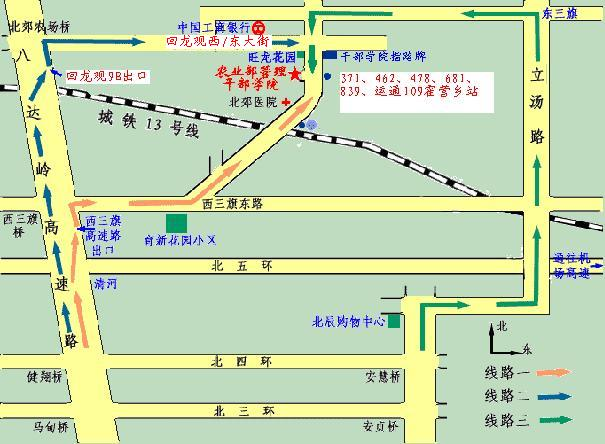 北郊农场桥
中国工商银行
东三旗
回龙观西/东大街
旺龙花园
干部学院指路牌
八
达
岭
高
速
路
回龙观9B出口
农业部管理
干部学院
371、462、478、681、
839、运通109霍营乡站
立
汤
路
北郊医院
城铁13号线
西三旗
桥
西三旗
高速路
出口
西三旗东路
育新花园小区
北五环
通往机
场高速
清河
北辰购物中心
北
东
北四环
健翔桥
安慧桥
线路一
线路二
线路三
北三环
马甸桥
安贞桥